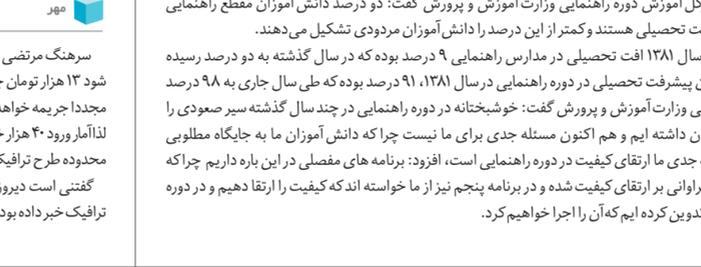 کل آموزش دوره راهنمایی وزارت آموزش و پرورش گفت: دو درصد دانش آموزان مقطع راهنمایی
ت تحصیلی هستند و کمتر از این درصد را دانش آموزان مردودی تشکیل می‌دهند.
سال ۱۳۸۱ افت تحصیلی در مدارس راهنمایی ۹ درصد بوده که در سال گذشته به دو درصد رسیده
ن پیشرفت تحصیلی در دوره راهنمایی در سال ۱۳۸۱، ۹۱ درصد بوده که طی سال جاری به ۹۸ درصد
ی وزارت آموزش و پرورش گفت: خوشبختانه در دوره راهنمایی در چند سال گذشته سیر صعودی را
ن داشته ایم و هم اکنون مسئله جدی برای ما نیست چرا که دانش آموزان ما به جایگاه مطلوبی
جدی ما ارتقای کیفیت در دوره راهنمایی است، افزود: برنامه های مفصلی در این باره داریم چرا که
راوانی بر ارتقای کیفیت شده و در برنامه پنجم نیز از ما خواسته اند که کیفیت را ارتقا دهیم و در دوره
تدوین کرده ایم که آن را اجرا خواهیم کرد.
مهر
سرهنگ مرتضی
شود ۱۳ هزار تومان ج
مجددا جریمه خواهد
لذا آمار ورود ۴۰ هزار خ
محدوده طرح ترافیک
گفتنی است دیروز
ترافیک خبر داده بود